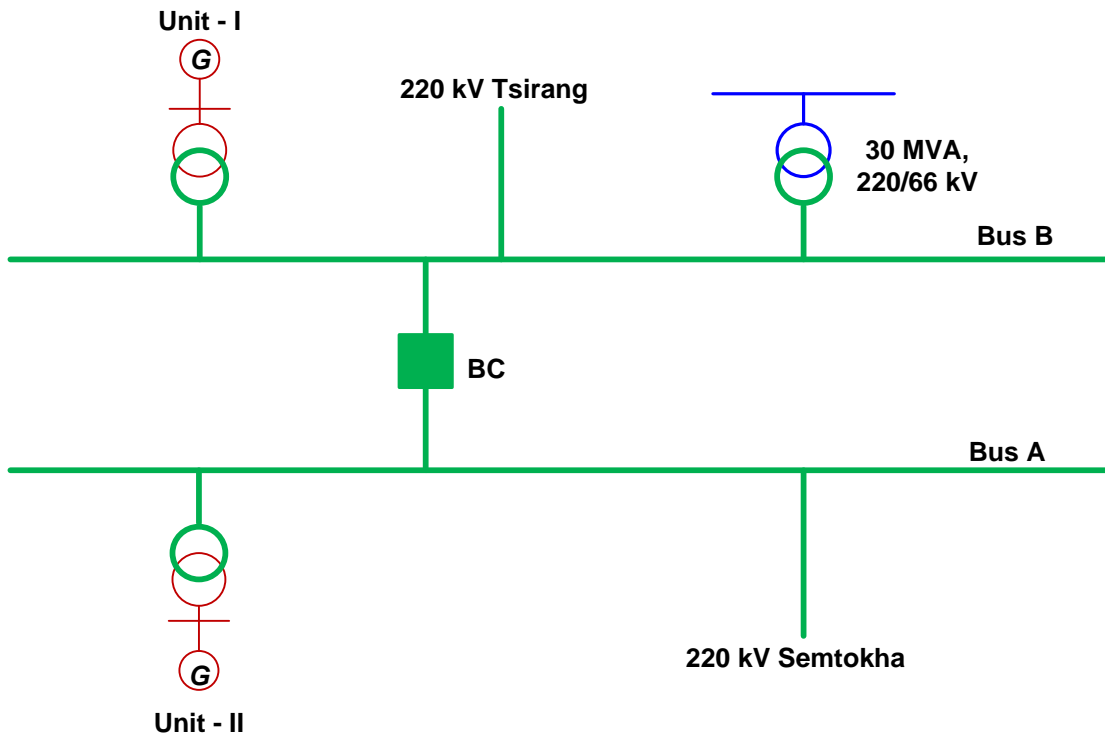 Unit - I
G
220 kV Tsirang
30 MVA,
220/66 kV
Bus B
BC
Bus A
G
220 kV Semtokha
Unit - II